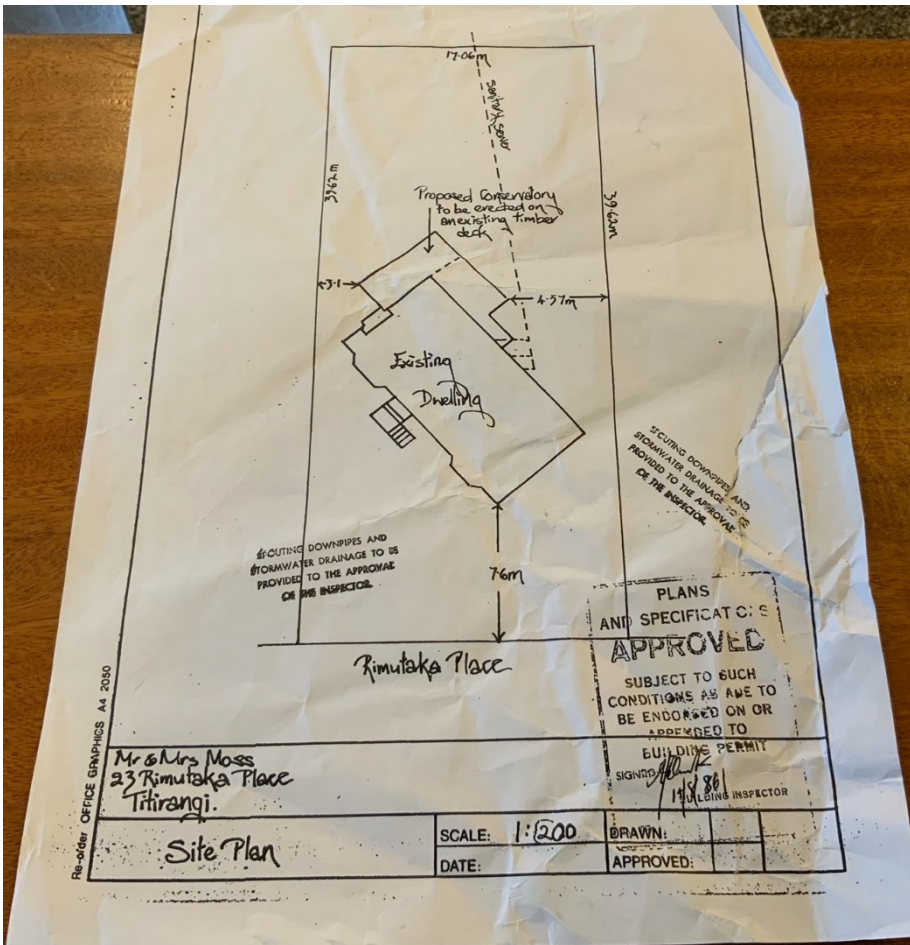 17.06m
sanitary sewer
39.62m
39.62m
Proposed Conservatory
to be erected on
an existing timber
deck
3.1
4.57m
Existing
Dwelling
SPOUTING DOWNPIPES AND
STORMWATER DRAINAGE TO BE
PROVIDED TO THE APPROVAL
OF THE INSPECTOR.
SPOUTING DOWNPIPES AND
STORMWATER DRAINAGE TO BE
PROVIDED TO THE APPROVAL
OF THE INSPECTOR.
7.6m
Rimutaka Place
PLANS
AND SPECIFICATIONS
APPROVED
SUBJECT TO SUCH
CONDITIONS AS ARE TO
BE ENDORSED ON OR
APPENDED TO
BUILDING PERMIT
SIGNED
BUILDING INSPECTOR
Re-order OFFICE GRAPHICS A4 2050
Mr & Mrs Moss
23 Rimutaka Place
Titirangi.
Site Plan
SCALE: 1:200
DATE:
DRAWN:
APPROVED: